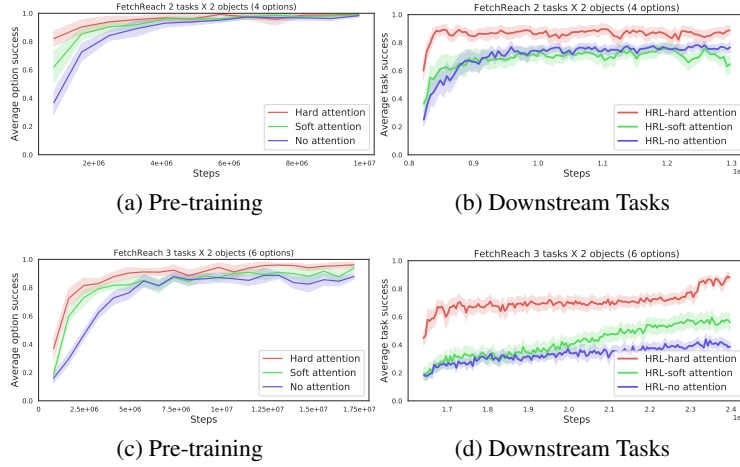 FetchReach 2 tasks X 2 objects (4 options)
Average option success
1.0
0.8
0.6
0.4
0.2
0.0
Hard attention
Soft attention
No attention
2e+06 4e+06 6e+06 8e+06 1e+07
Steps
(a) Pre-training
FetchReach 2 tasks X 2 objects (4 options)
Average task success
1.0
0.8
0.6
0.4
0.2
0.0
HRL-hard attention
HRL-soft attention
HRL-no attention
0.8 0.9 1.0 1.1 1.2 1.3
Steps
(b) Downstream Tasks
FetchReach 3 tasks X 2 objects (6 options)
Average option success
1.0
0.8
0.6
0.4
0.2
0.0
Hard attention
Soft attention
No attention
0 2.5e+06 5e+06 7.5e+06 1e+07 1.25e+07 1.5e+07 1.75e+07
Steps
(c) Pre-training
FetchReach 3 tasks X 2 objects (6 options)
Average task success
1.0
0.8
0.6
0.4
0.2
0.0
HRL-hard attention
HRL-soft attention
HRL-no attention
1.7 1.8 1.9 2.0 2.1 2.2 2.3 2.4
Steps
(d) Downstream Tasks